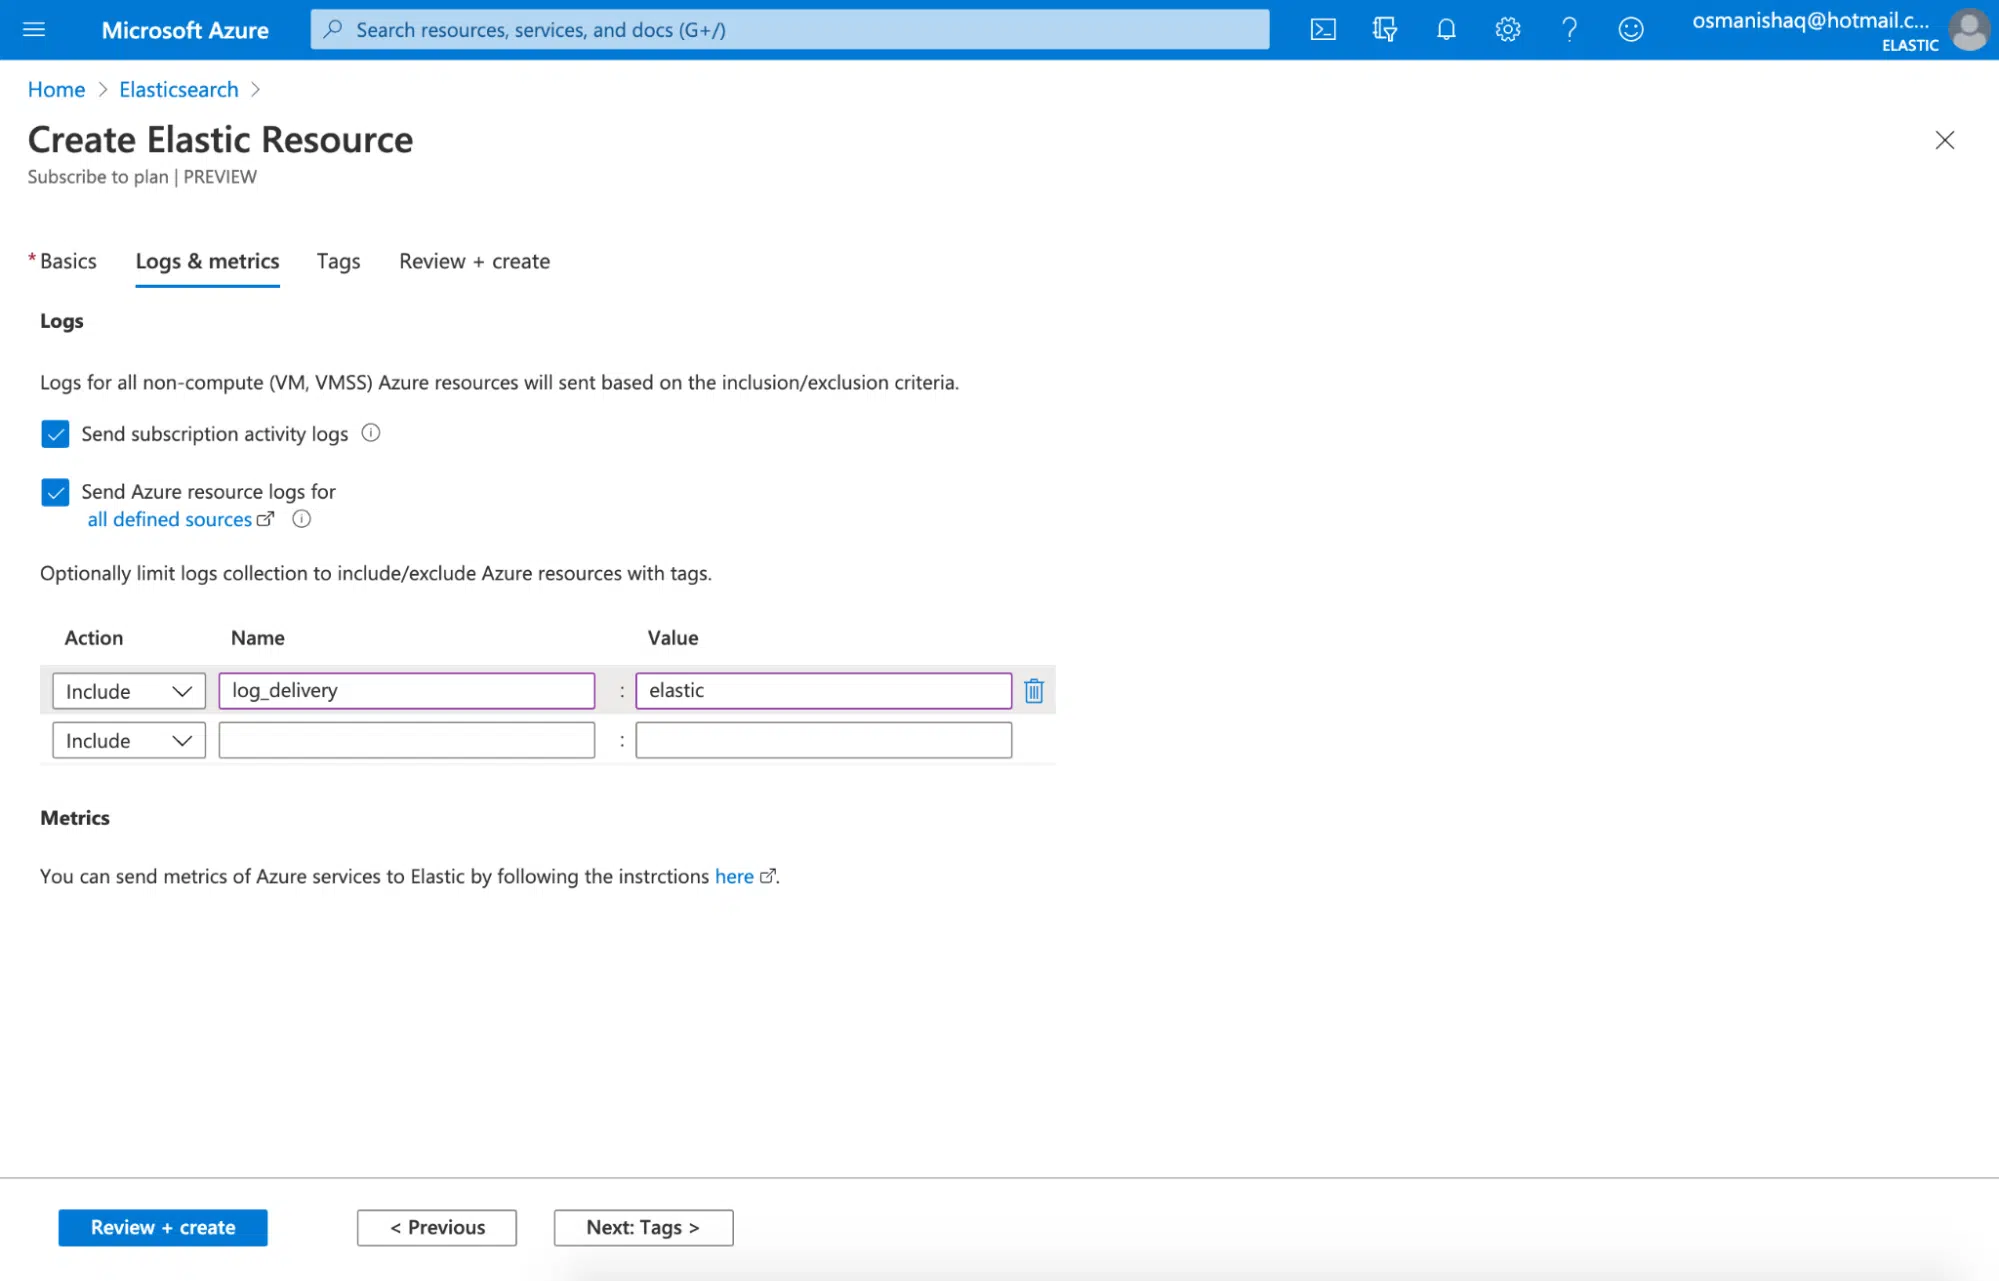 Microsoft Azure
Search resources, services, and docs (G+/)
osmanishaq@hotmail.c...
ELASTIC
Home > Elasticsearch >
Create Elastic Resource
Subscribe to plan | PREVIEW
* Basics Logs & metrics Tags Review + create
Logs
Logs for all non-compute (VM, VMSS) Azure resources will sent based on the inclusion/exclusion criteria.
Send subscription activity logs
Send Azure resource logs for
all defined sources
Optionally limit logs collection to include/exclude Azure resources with tags.
Action Name Value
Include log_delivery : elastic
Include :
Metrics
You can send metrics of Azure services to Elastic by following the instrctions here.
Review + create < Previous Next: Tags >